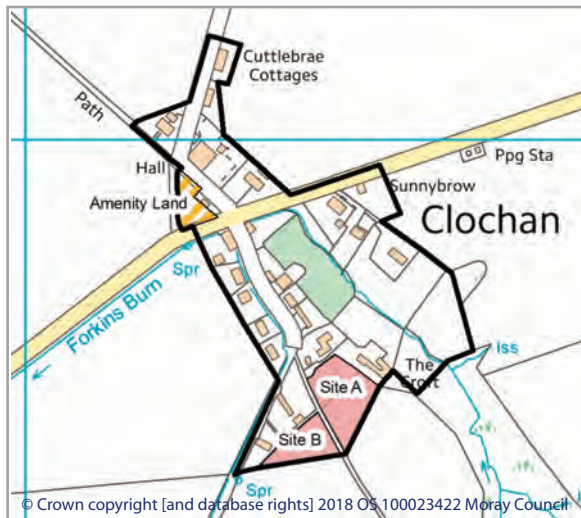 Cuttlebrae
Cottages
Path
Hall
Ppg Sta
Amenity Land
Sunnybrow
Clochan
Spr
Forkins Burn
Iss
The
Croft
Site A
Site B
Spr
© Crown copyright [and database rights] 2018 OS 100023422 Moray Council